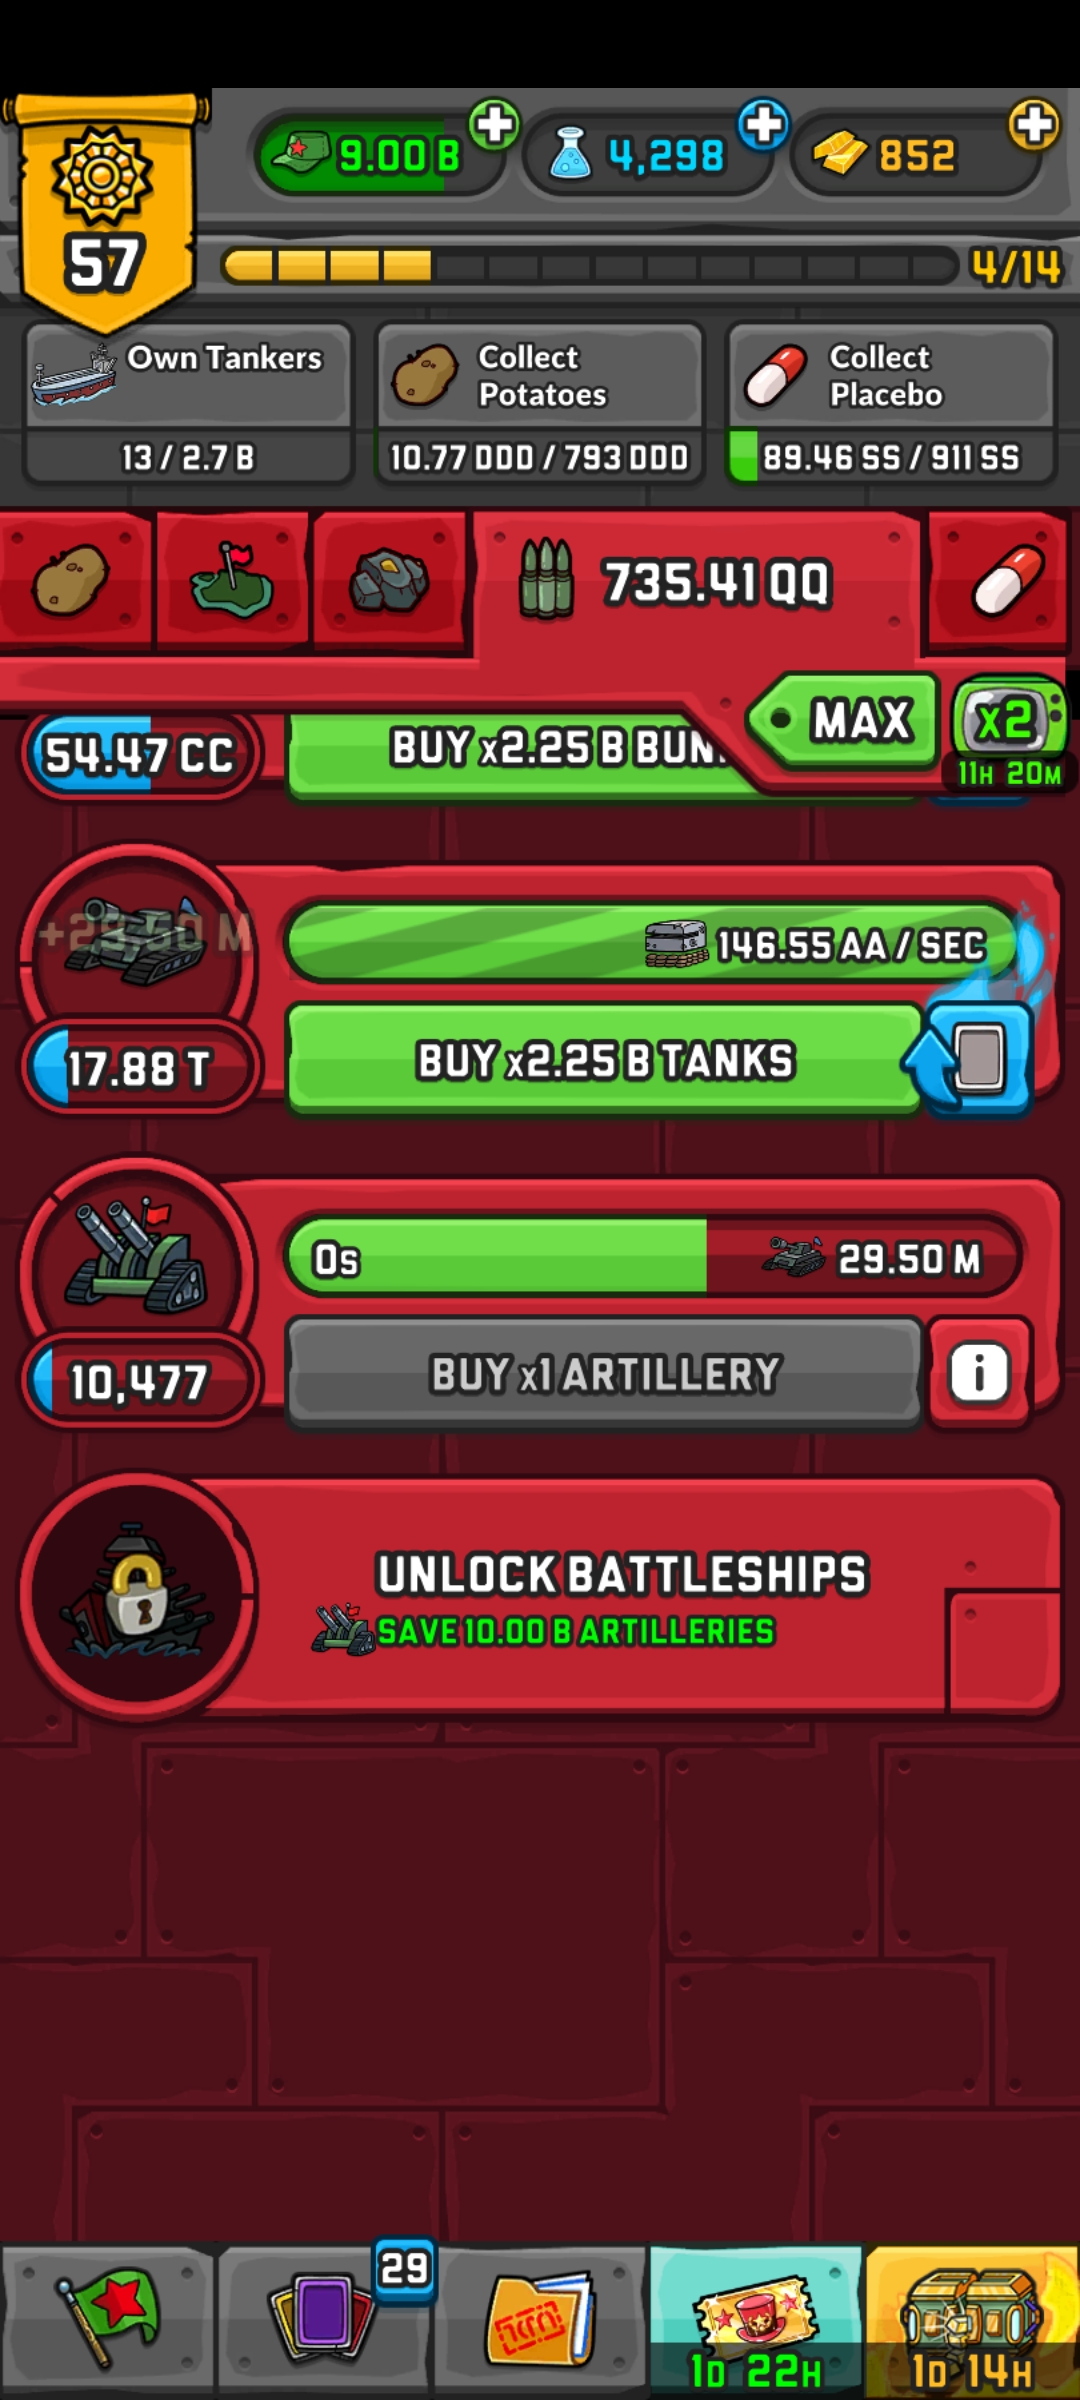 9.00 B
4,298
852
57
4/14
Own Tankers
13 / 2.7 B
Collect
Potatoes
10.77 DDD / 793 DDD
Collect
Placebo
89.46 SS / 911 SS
735.41 QQ
MAX
x2
11H 20M
54.47 CC
BUY x2.25 B BUN
+29.50 M
146.55 AA / SEC
17.88 T
BUY x2.25 B TANKS
0s
29.50 M
10,477
BUY x1 ARTILLERY
i
UNLOCK BATTLESHIPS
SAVE 10.00 B ARTILLERIES
29
1D 22H
1D 14H